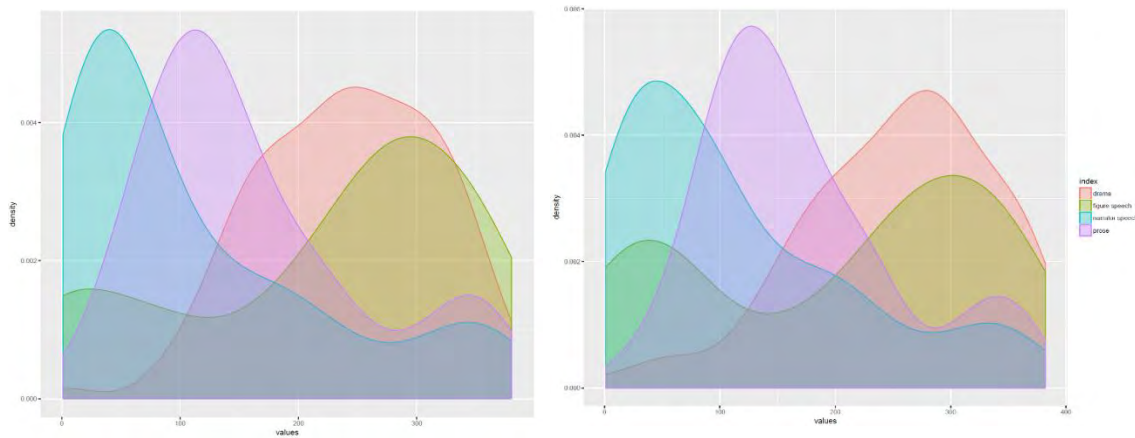 density
0.004
0.002
0.000
0 100 200 300
values
density
0.006
0.004
0.002
0.000
0 100 200 300 400
values
index
drama
figure speech
narrator speech
prose